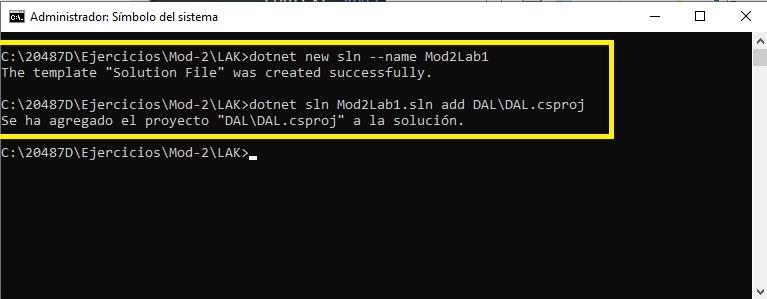 Administrador: Símbolo del sistema
C:\20487D\Ejercicios\Mod-2\LAK>dotnet new sln --name Mod2Lab1
The template "Solution File" was created successfully.
C:\20487D\Ejercicios\Mod-2\LAK>dotnet sln Mod2Lab1.sln add DAL\DAL.csproj
Se ha agregado el proyecto "DAL\DAL.csproj" a la solución.
C:\20487D\Ejercicios\Mod-2\LAK>